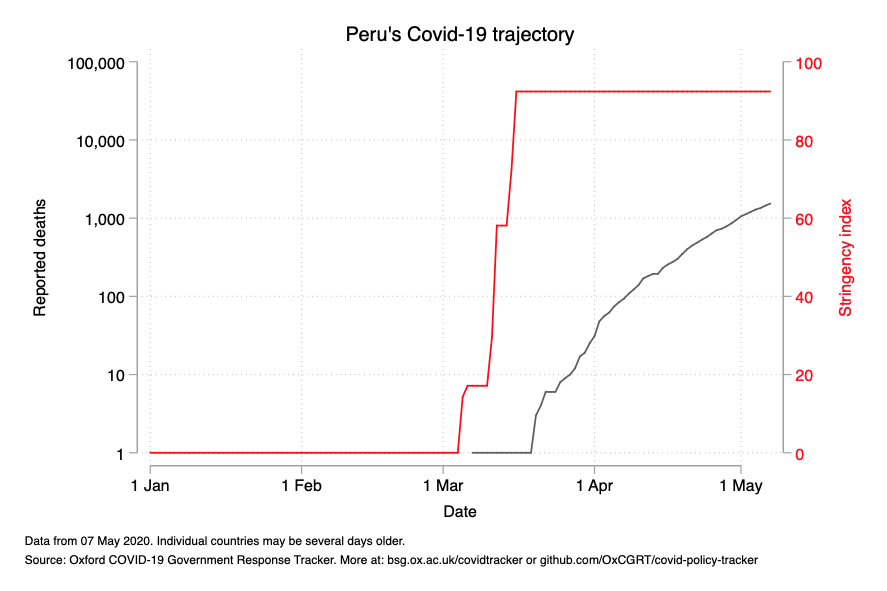 Peru's Covid-19 trajectory
100,000
10,000
1,000
100
10
1
Reported deaths
100
80
60
40
20
0
Stringency index
1 Jan
1 Feb
1 Mar
1 Apr
1 May
Date
Data from 07 May 2020. Individual countries may be several days older.
Source: Oxford COVID-19 Government Response Tracker. More at: bsg.ox.ac.uk/covidtracker or github.com/OxCGRT/covid-policy-tracker